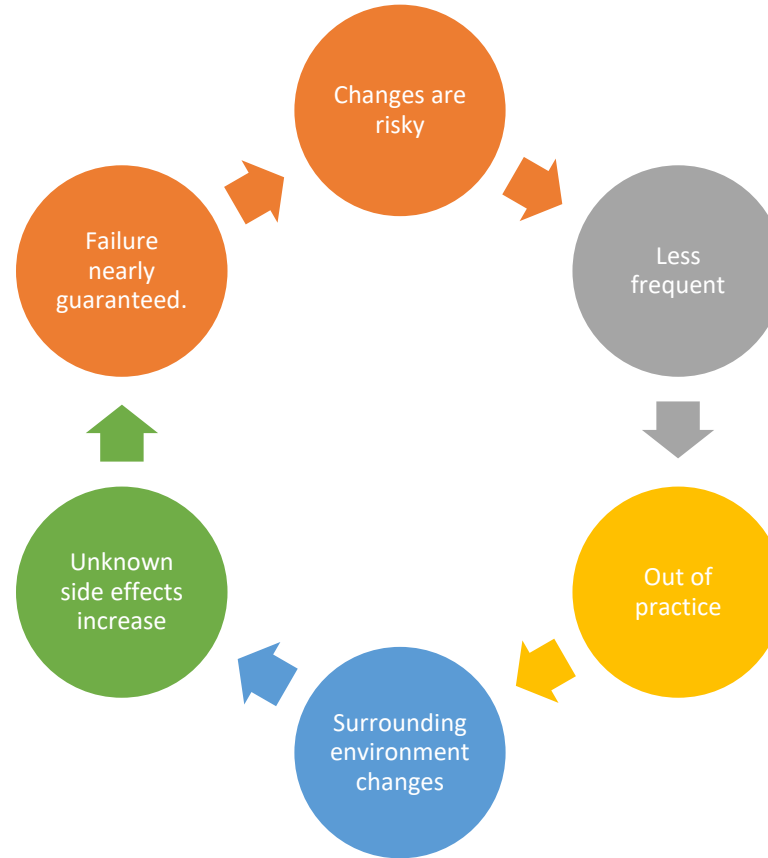 Changes are
risky
Less
frequent
Out of
practice
Surrounding
environment
changes
Unknown
side effects
increase
Failure
nearly
guaranteed.